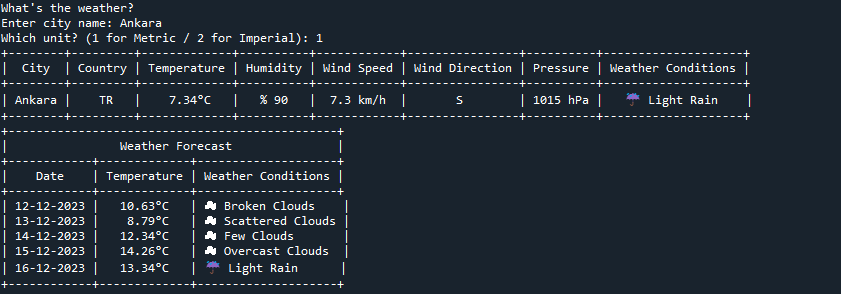 What's the weather?
Enter city name: Ankara
Which unit? (1 for Metric / 2 for Imperial): 1
+--------+---------+-------------+----------+------------+----------------+----------+--------------------+
| City | Country | Temperature | Humidity | Wind Speed | Wind Direction | Pressure | Weather Conditions |
+--------+---------+-------------+----------+------------+----------------+----------+--------------------+
| Ankara | TR | 7.34°C | % 90 | 7.3 km/h | S | 1015 hPa | ☔ Light Rain |
+--------+---------+-------------+----------+------------+----------------+----------+--------------------+
+-----------------------------------------------+
| Weather Forecast |
+------------+-------------+--------------------+
| Date | Temperature | Weather Conditions |
+------------+-------------+--------------------+
| 12-12-2023 | 10.63°C | ☁ Broken Clouds |
| 13-12-2023 | 8.79°C | ☁ Scattered Clouds |
| 14-12-2023 | 12.34°C | ☁ Few Clouds |
| 15-12-2023 | 14.26°C | ☁ Overcast Clouds |
| 16-12-2023 | 13.34°C | ☔ Light Rain |
+------------+-------------+--------------------+